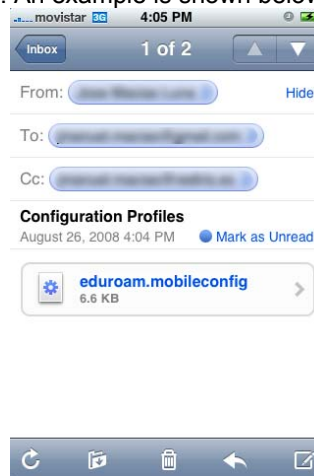 . An example is shown below
movistar 3G 4:05 PM
Inbox 1 of 2
From:
Hide
To:
Cc:
Configuration Profiles
August 26, 2008 4:04 PM Mark as Unread
eduroam.mobileconfig
6.6 KB